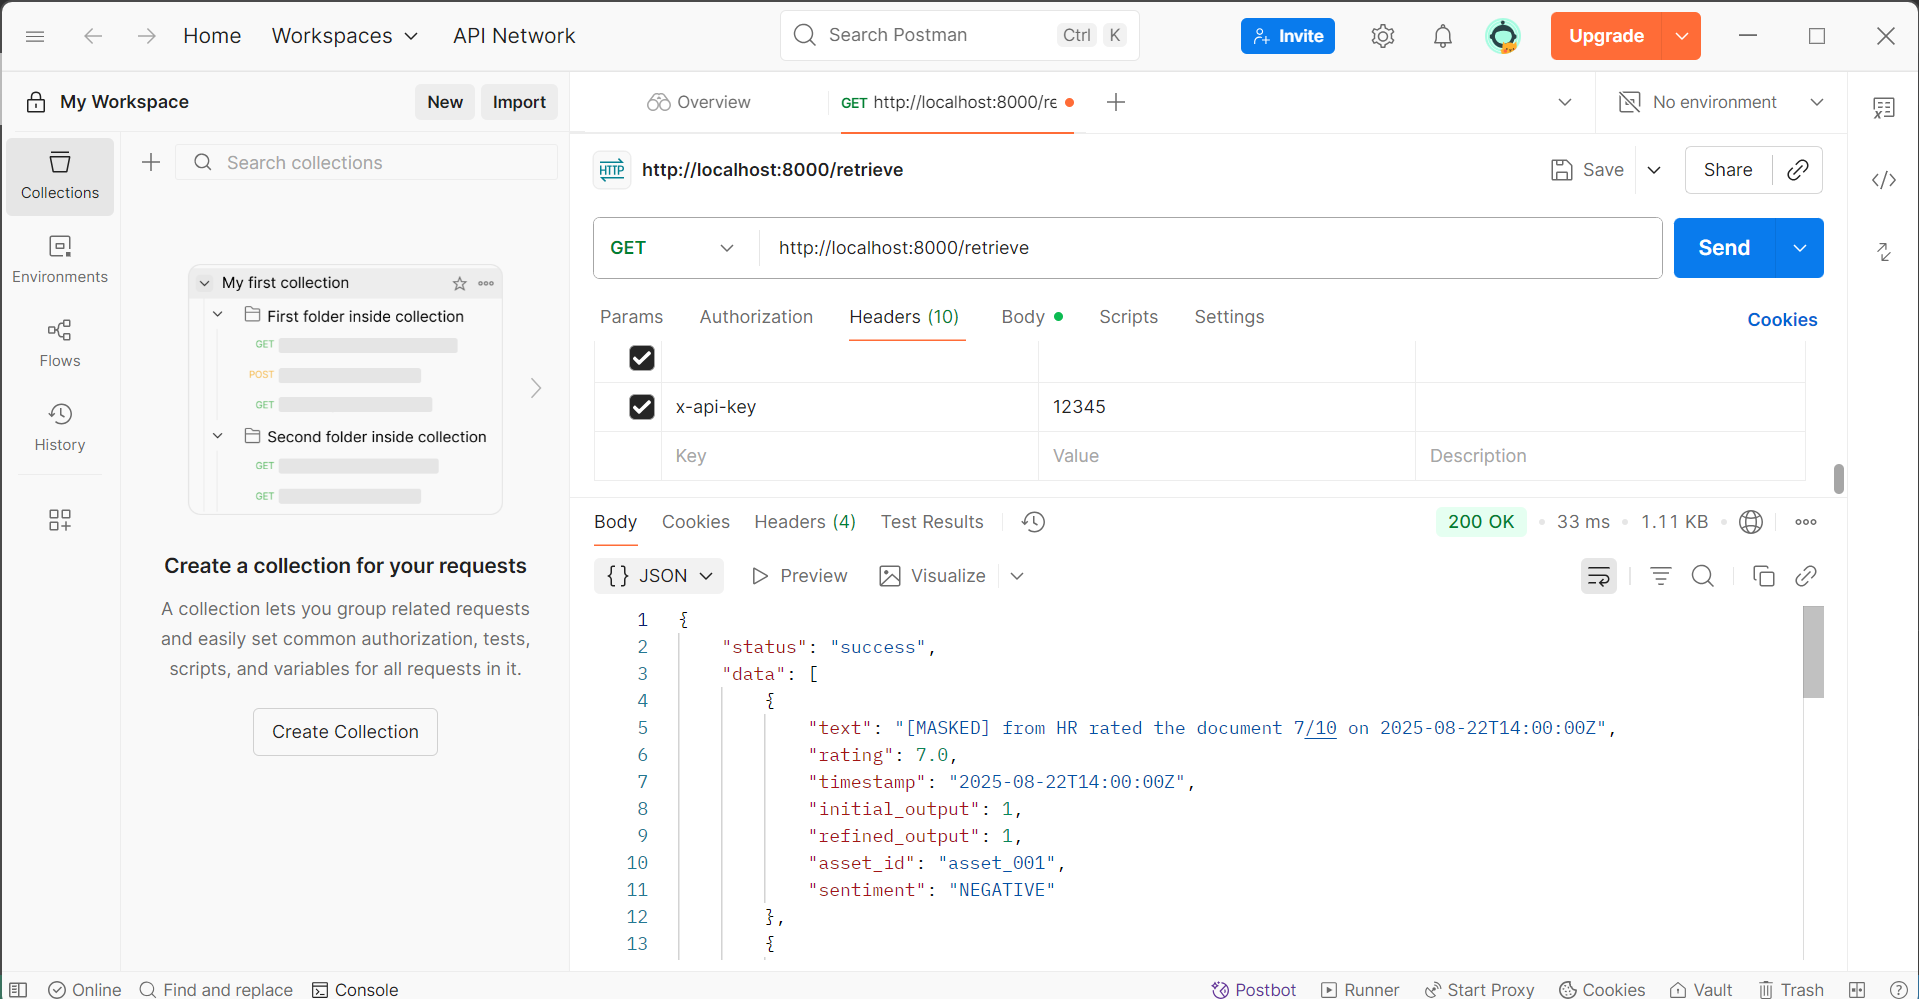 Home Workspaces API Network Search Postman Ctrl K Invite Upgrade
My Workspace New Import Overview GET http://localhost:8000/re No environment
Collections
Search collections
Environments
Flows
History
My first collection
First folder inside collection
GET
POST
GET
Second folder inside collection
GET
GET
Create a collection for your requests
A collection lets you group related requests
and easily set common authorization, tests,
scripts, and variables for all requests in it.
Create Collection
HTTP http://localhost:8000/retrieve Save Share
GET http://localhost:8000/retrieve Send
Params Authorization Headers (10) Body Scripts Settings Cookies
x-api-key 12345
Key Value Description
Body Cookies Headers (4) Test Results 200 OK 33 ms 1.11 KB
{} JSON Preview Visualize
1 {
2 "status": "success",
3 "data": [
4 {
5 "text": "[MASKED] from HR rated the document 7/10 on 2025-08-22T14:00:00Z",
6 "rating": 7.0,
7 "timestamp": "2025-08-22T14:00:00Z",
8 "initial_output": 1,
9 "refined_output": 1,
10 "asset_id": "asset_001",
11 "sentiment": "NEGATIVE"
12 },
13 {
Online Find and replace Console Postbot Runner Start Proxy Cookies Vault Trash